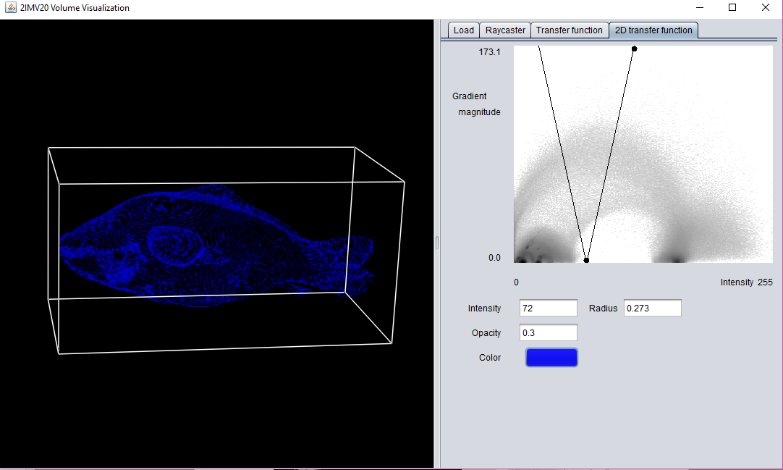 2IMV20 Volume Visualization
Load Raycaster Transfer function 2D transfer function
173.1
Gradient
magnitude
0.0
0 Intensity 255
Intensity 72 Radius 0.273
Opacity 0.3
Color